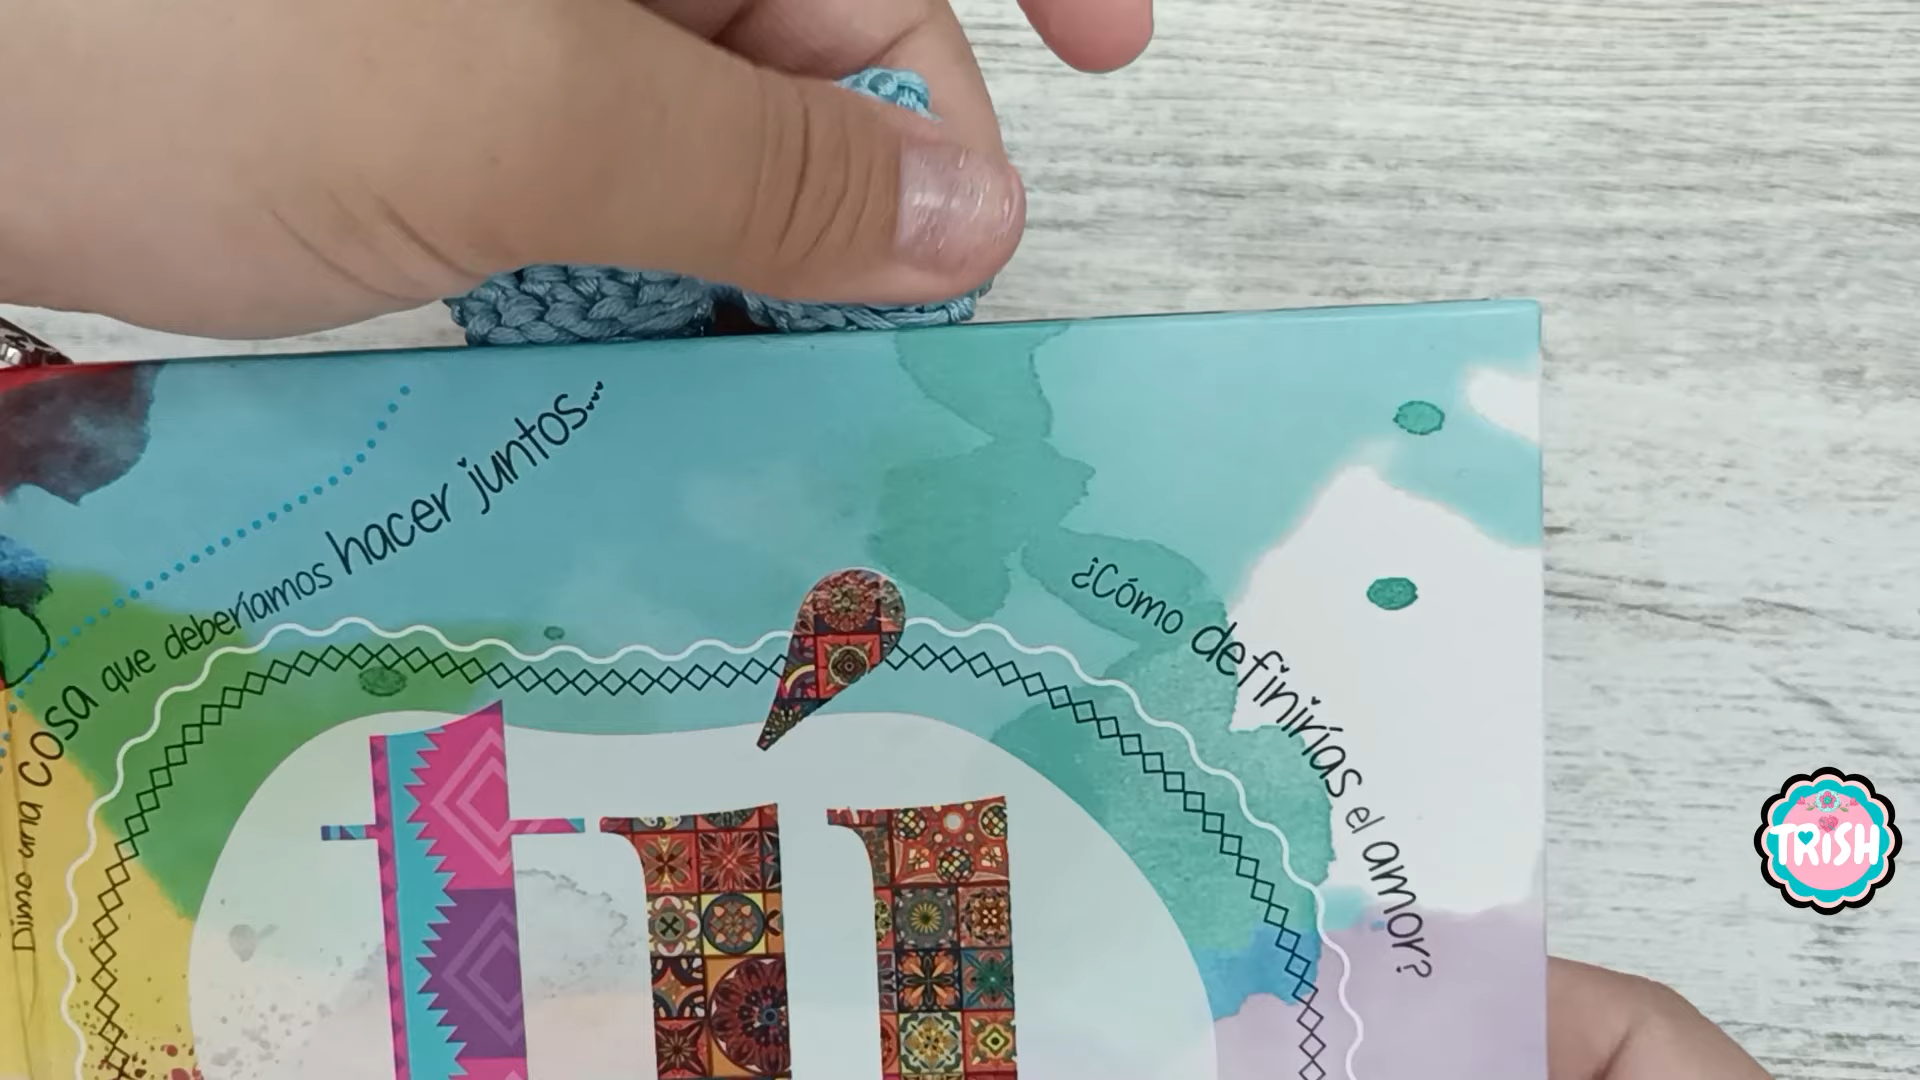 Dime una cosa que deberíamos hacer juntos...
¿Cómo definirías el amor?
tú
TRISH